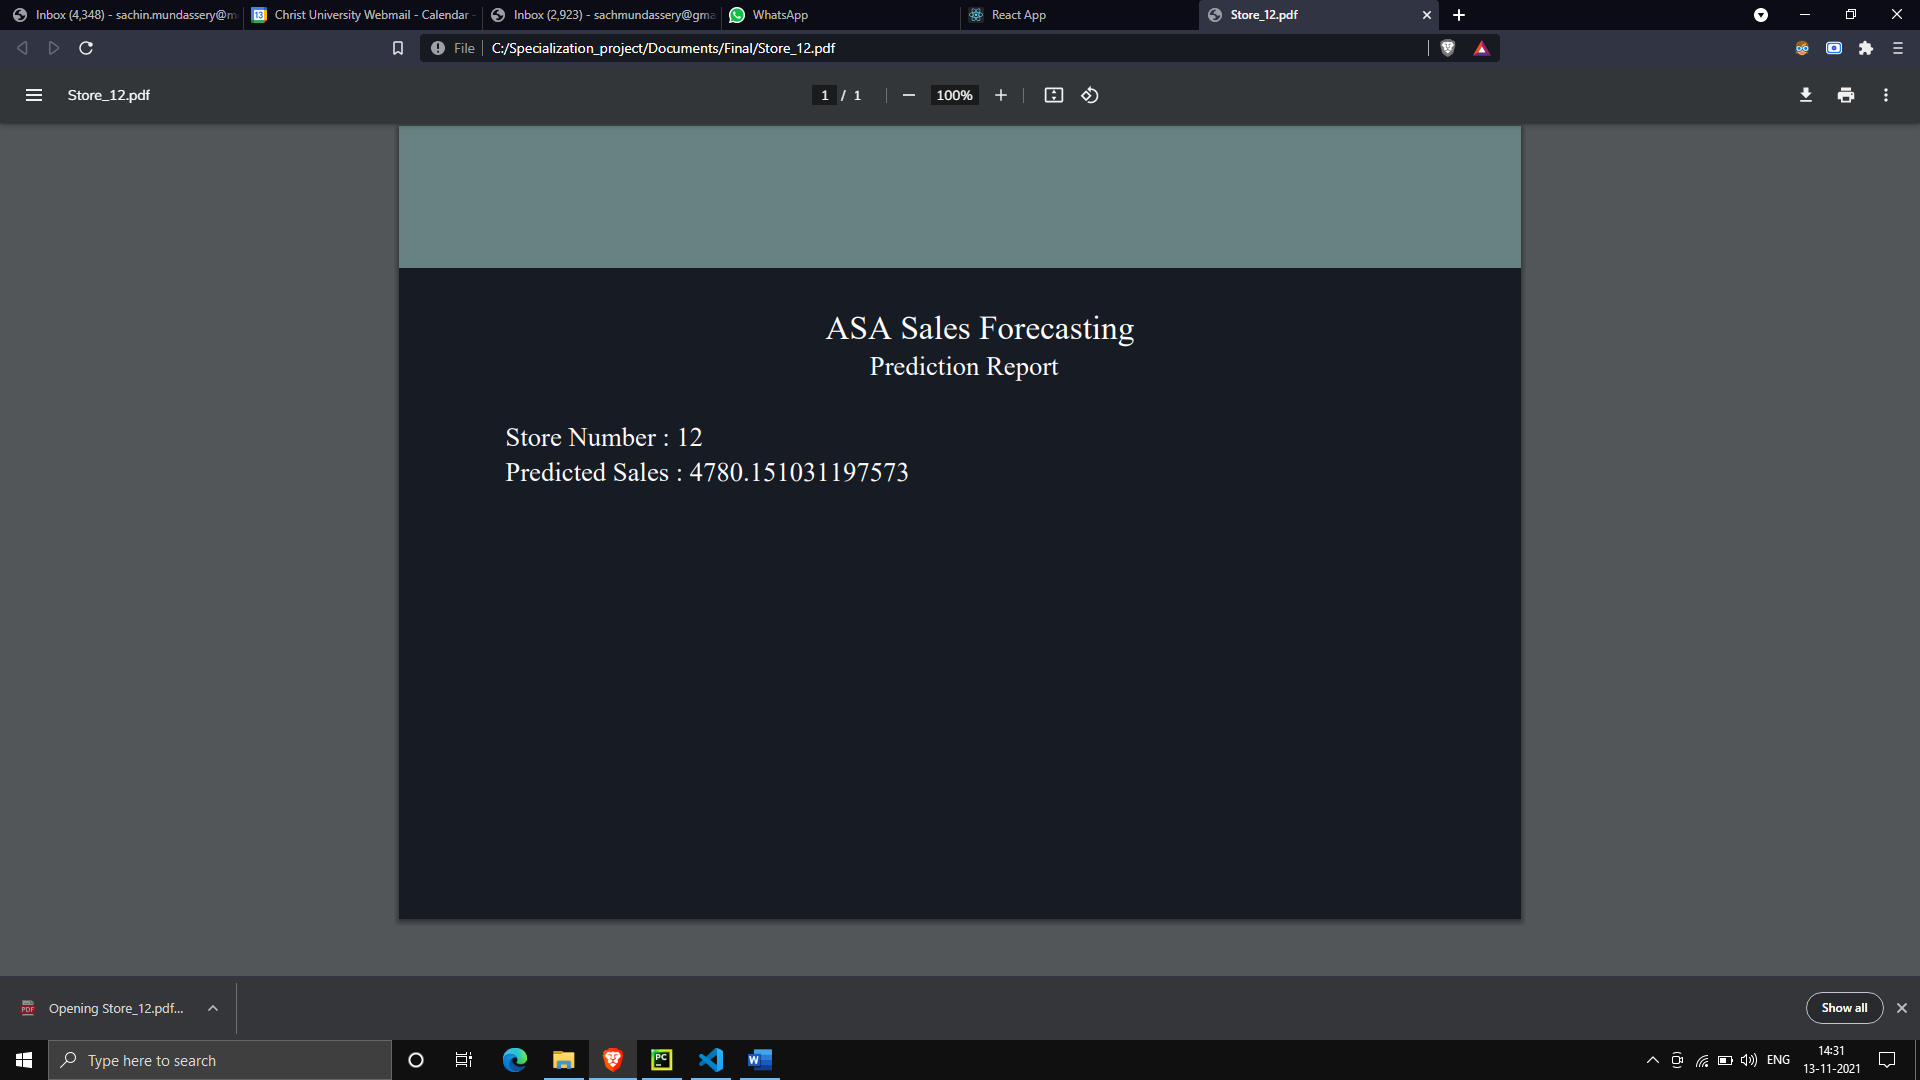 Inbox (4,348) - sachin.mundassery@m
Christ University Webmail - Calendar -
Inbox (2,923) - sachmundassery@gma
WhatsApp
React App
Store_12.pdf
File
C:/Specialization_project/Documents/Final/Store_12.pdf
Store_12.pdf
1 / 1
100%
ASA Sales Forecasting
Prediction Report
Store Number : 12
Predicted Sales : 4780.151031197573
Opening Store_12.pdf...
Show all
Type here to search
ENG
14:31
13-11-2021